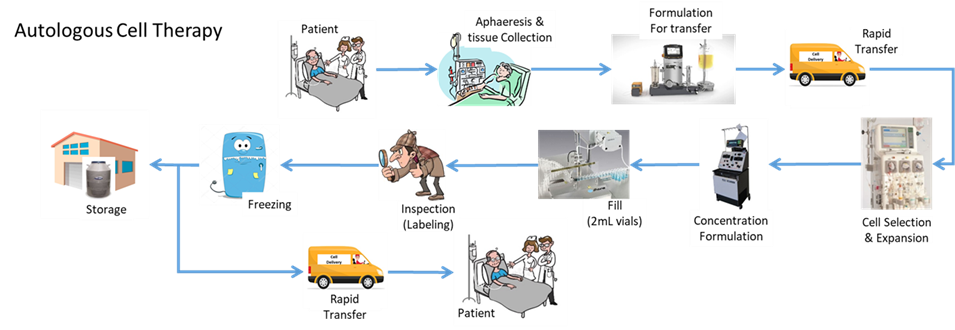 Autologous Cell Therapy
Patient
Aphaeresis &
tissue Collection
Formulation
For transfer
Rapid
Transfer
Cell
Delivery
Storage
Freezing
Inspection
(Labeling)
Fill
(2mL vials)
Concentration
Formulation
Cell Selection
& Expansion
Cell
Delivery
Rapid
Transfer
Patient